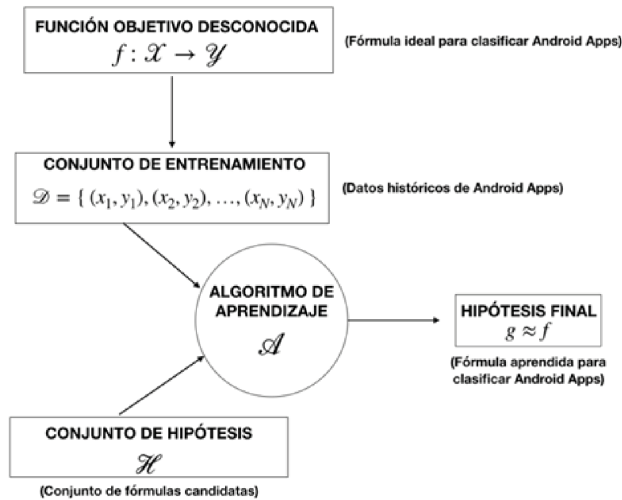 FUNCIÓN OBJETIVO DESCONOCIDA
f : 𝒳 → 𝒴
(Fórmula ideal para clasificar Android Apps)
CONJUNTO DE ENTRENAMIENTO
𝒟 = { (x₁, y₁), (x₂, y₂), …, (x_N, y_N) }
(Datos históricos de Android Apps)
ALGORITMO DE
APRENDIZAJE
𝒜
HIPÓTESIS FINAL
g ≈ f
(Fórmula aprendida para
clasificar Android Apps)
CONJUNTO DE HIPÓTESIS
ℋ
(Conjunto de fórmulas candidatas)